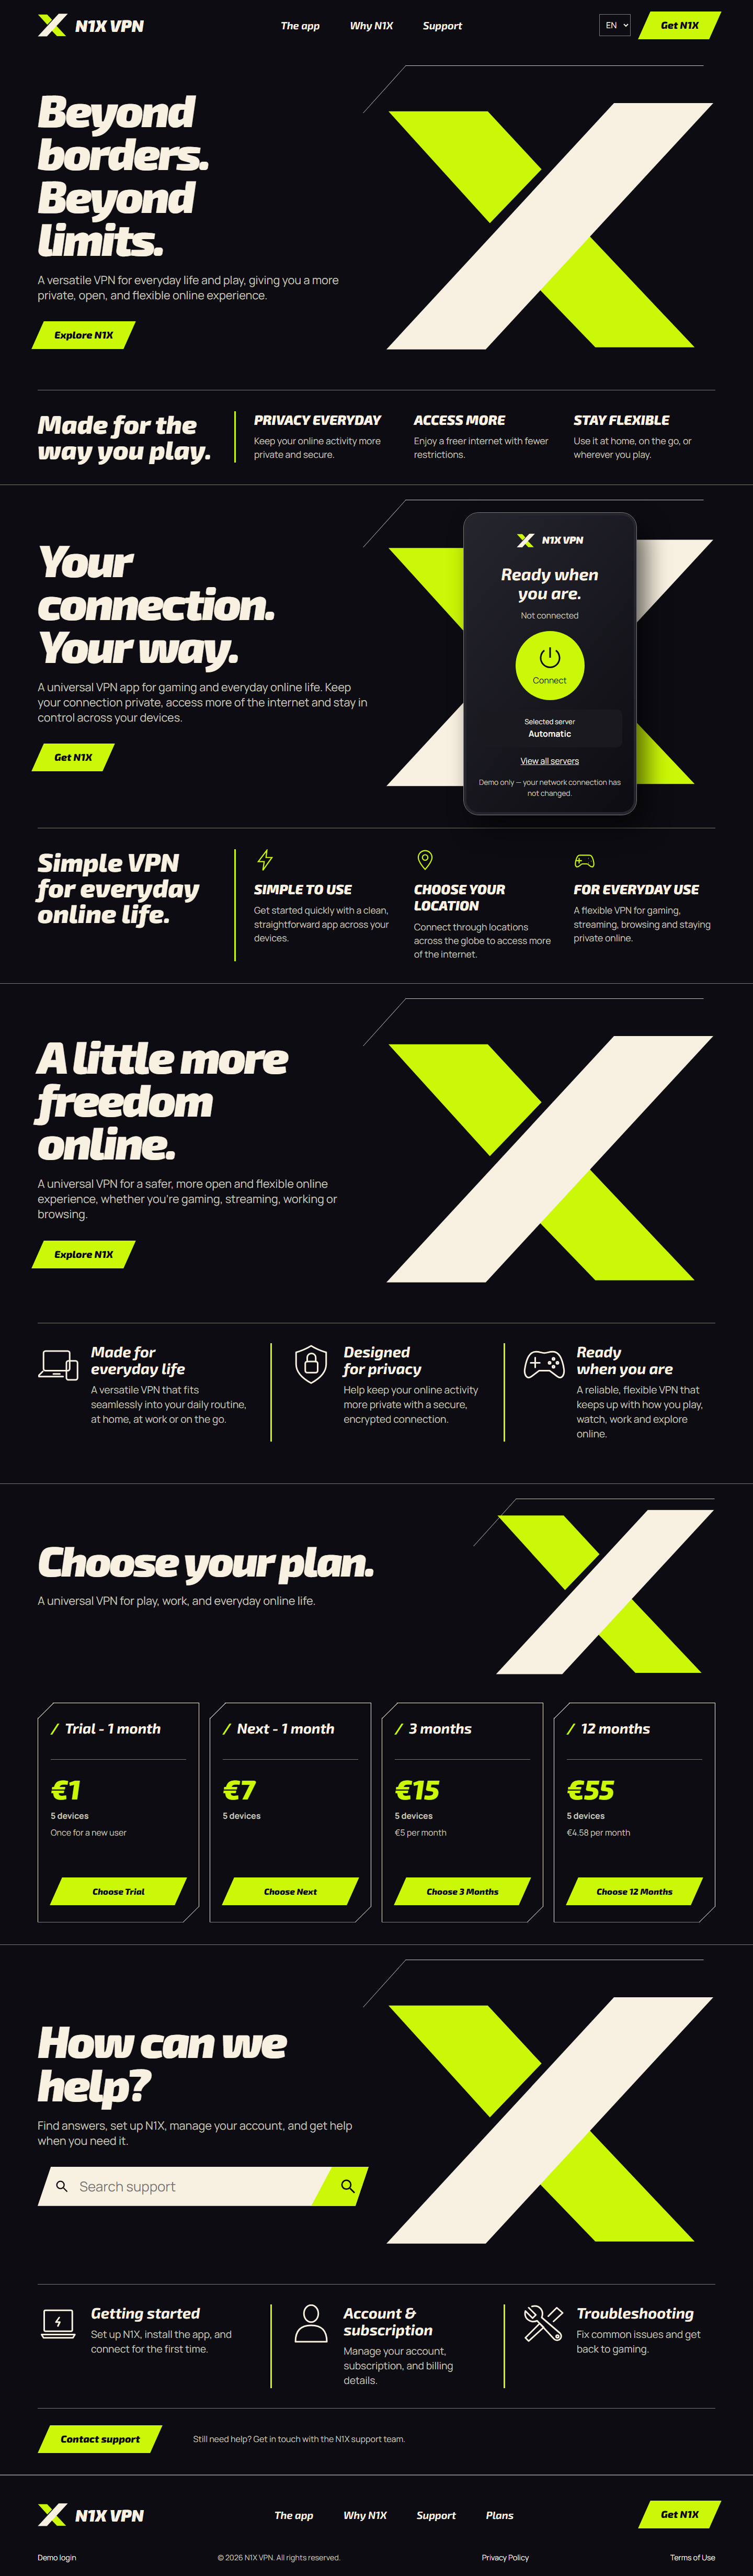 N1X VPN
The app
Why N1X
Support
EN
Get N1X
Beyond
borders.
Beyond
limits.
A versatile VPN for everyday life and play, giving you a more
private, open, and flexible online experience.
Explore N1X
Made for the
way you play.
PRIVACY EVERYDAY
Keep your online activity more
private and secure.
ACCESS MORE
Enjoy a freer internet with fewer
restrictions.
STAY FLEXIBLE
Use it at home, on the go, or
wherever you play.
Your
connection.
Your way.
A universal VPN app for gaming and everyday online life. Keep
your connection private, access more of the internet and stay in
control across your devices.
Get N1X
N1X VPN
Ready when
you are.
Not connected
Connect
Selected server
Automatic
View all servers
Demo only — your network connection has
not changed.
Simple VPN
for everyday
online life.
SIMPLE TO USE
Get started quickly with a clean,
straightforward app across your
devices.
CHOOSE YOUR
LOCATION
Connect through locations
across the globe to access more
of the internet.
FOR EVERYDAY USE
A flexible VPN for gaming,
streaming, browsing and staying
private online.
A little more
freedom
online.
A universal VPN for a safer, more open and flexible online
experience, whether you're gaming, streaming, working or
browsing.
Explore N1X
Made for
everyday life
A versatile VPN that fits
seamlessly into your daily routine,
at home, at work or on the go.
Designed
for privacy
Help keep your online activity
more private with a secure,
encrypted connection.
Ready
when you are
A reliable, flexible VPN that
keeps up with how you play,
watch, work and explore
online.
Choose your plan.
A universal VPN for play, work, and everyday online life.
/ Trial - 1 month
€1
5 devices
Once for a new user
Choose Trial
/ Next - 1 month
€7
5 devices
Choose Next
/ 3 months
€15
5 devices
€5 per month
Choose 3 Months
/ 12 months
€55
5 devices
€4.58 per month
Choose 12 Months
How can we
help?
Find answers, set up N1X, manage your account, and get help
when you need it.
Search support
Getting started
Set up N1X, install the app, and
connect for the first time.
Account &
subscription
Manage your account,
subscription, and billing
details.
Troubleshooting
Fix common issues and get
back to gaming.
Contact support
Still need help? Get in touch with the N1X support team.
N1X VPN
The app
Why N1X
Support
Plans
Get N1X
Demo login
© 2026 N1X VPN. All rights reserved.
Privacy Policy
Terms of Use